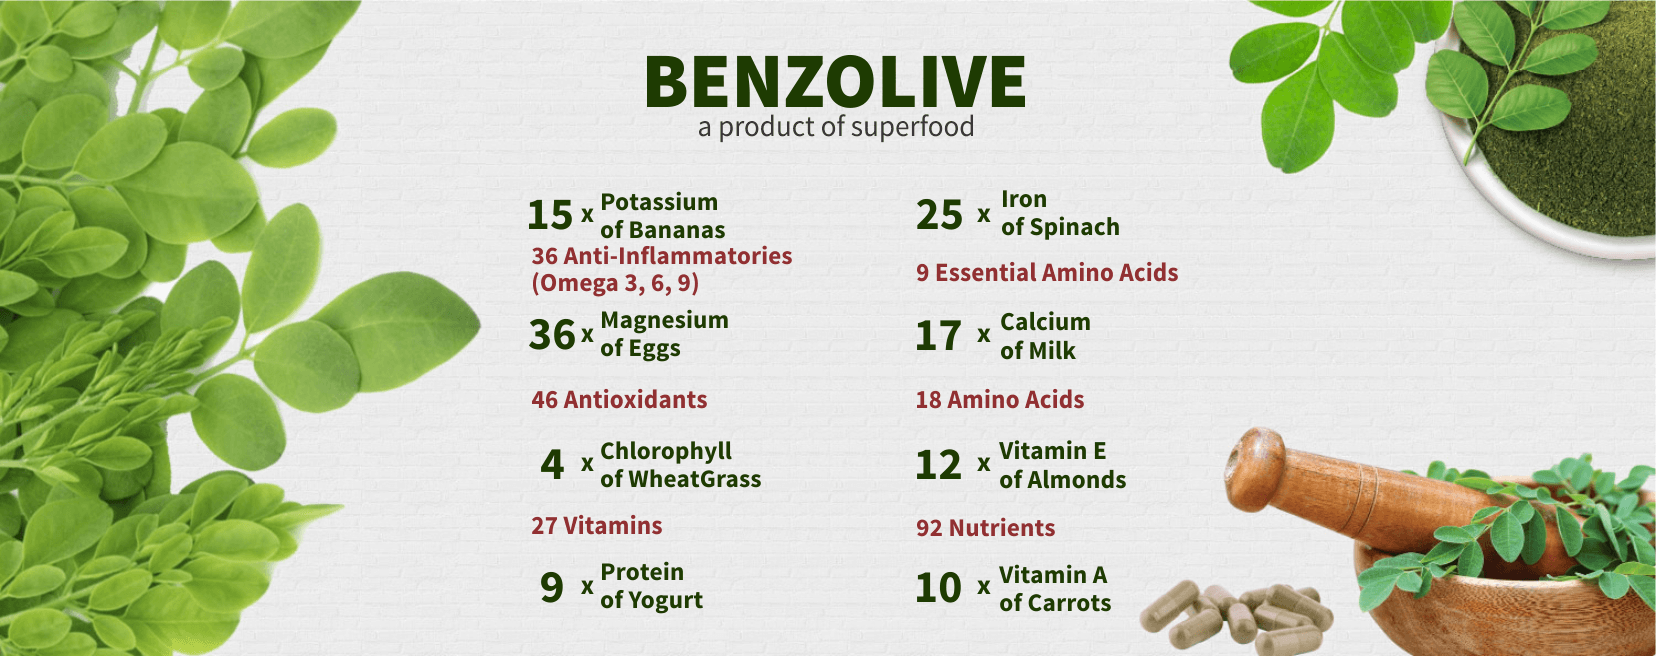 BENZOLIVE
a product of superfood
15 x Potassium
of Bananas
36 Anti-Inflammatories
(Omega 3, 6, 9)
36 x Magnesium
of Eggs
46 Antioxidants
4 x Chlorophyll
of WheatGrass
27 Vitamins
9 x Protein
of Yogurt
25 x Iron
of Spinach
9 Essential Amino Acids
17 x Calcium
of Milk
18 Amino Acids
12 x Vitamin E
of Almonds
92 Nutrients
10 x Vitamin A
of Carrots